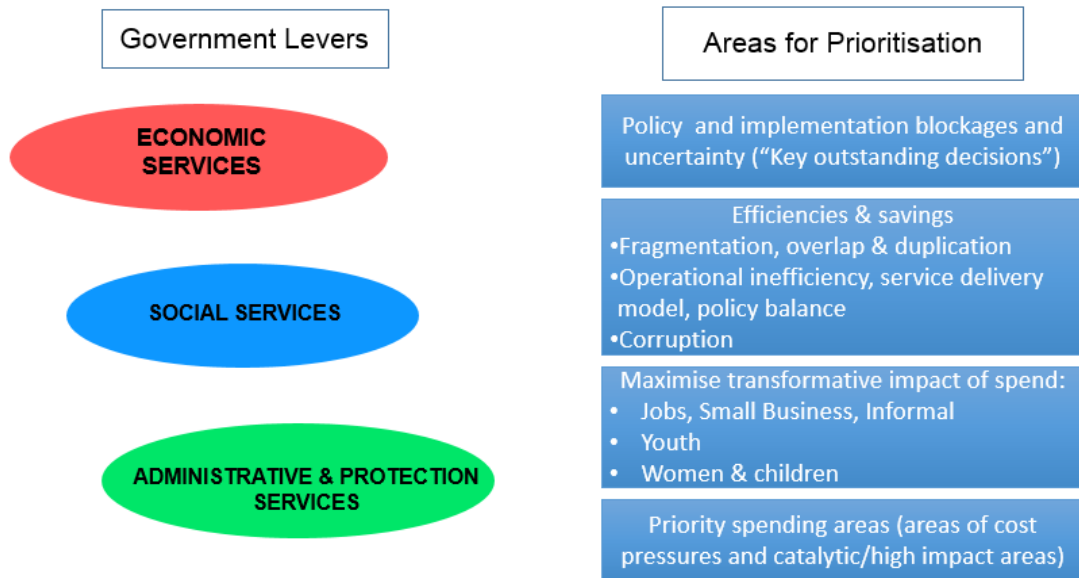 Government Levers
ECONOMIC
SERVICES
SOCIAL SERVICES
ADMINISTRATIVE & PROTECTION
SERVICES
Areas for Prioritisation
Policy and implementation blockages and
uncertainty (“Key outstanding decisions”)
Efficiencies & savings
•Fragmentation, overlap & duplication
•Operational inefficiency, service delivery
model, policy balance
•Corruption
Maximise transformative impact of spend:
• Jobs, Small Business, Informal
• Youth
• Women & children
Priority spending areas (areas of cost
pressures and catalytic/high impact areas)